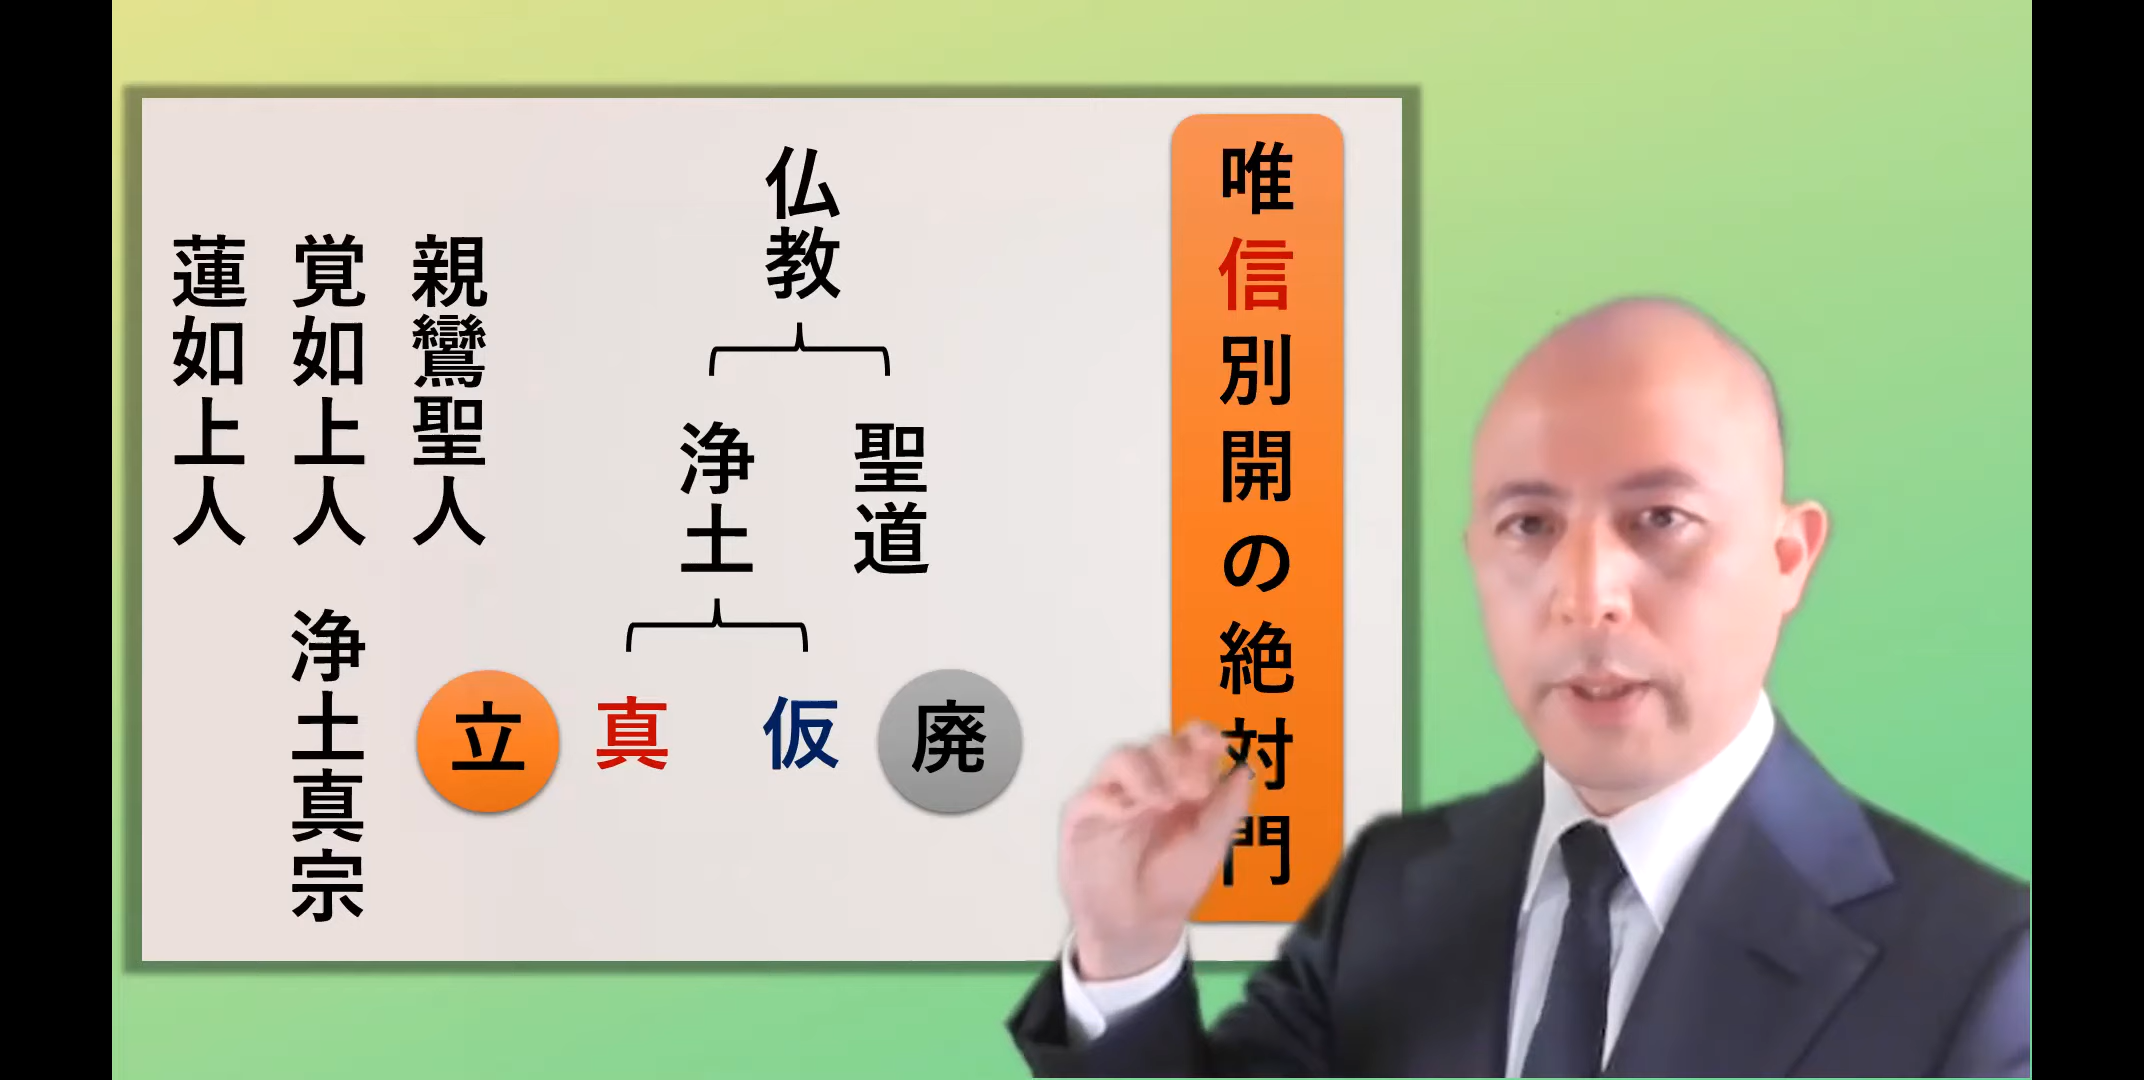 唯信別開の絶対門
仏教
聖道
浄土
廃
仮
真
立
親鸞聖人
覚如上人
浄土真宗
蓮如上人